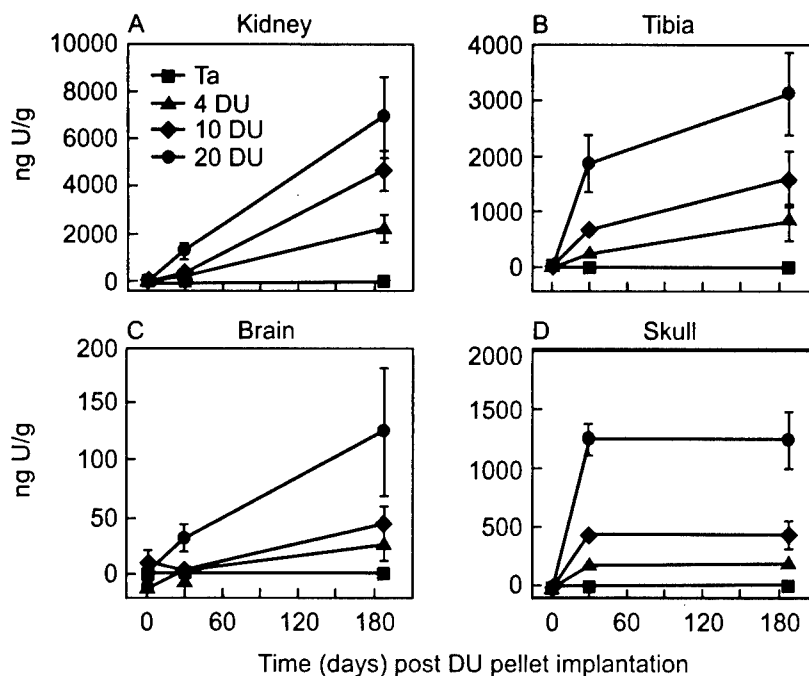 A Kidney
10000
8000
6000
4000
2000
0
ng U/g
Ta
4 DU
10 DU
20 DU
B Tibia
4000
3000
2000
1000
0
C Brain
200
150
100
50
0
ng U/g
0 60 120 180
D Skull
2000
1500
1000
500
0
0 60 120 180
Time (days) post DU pellet implantation